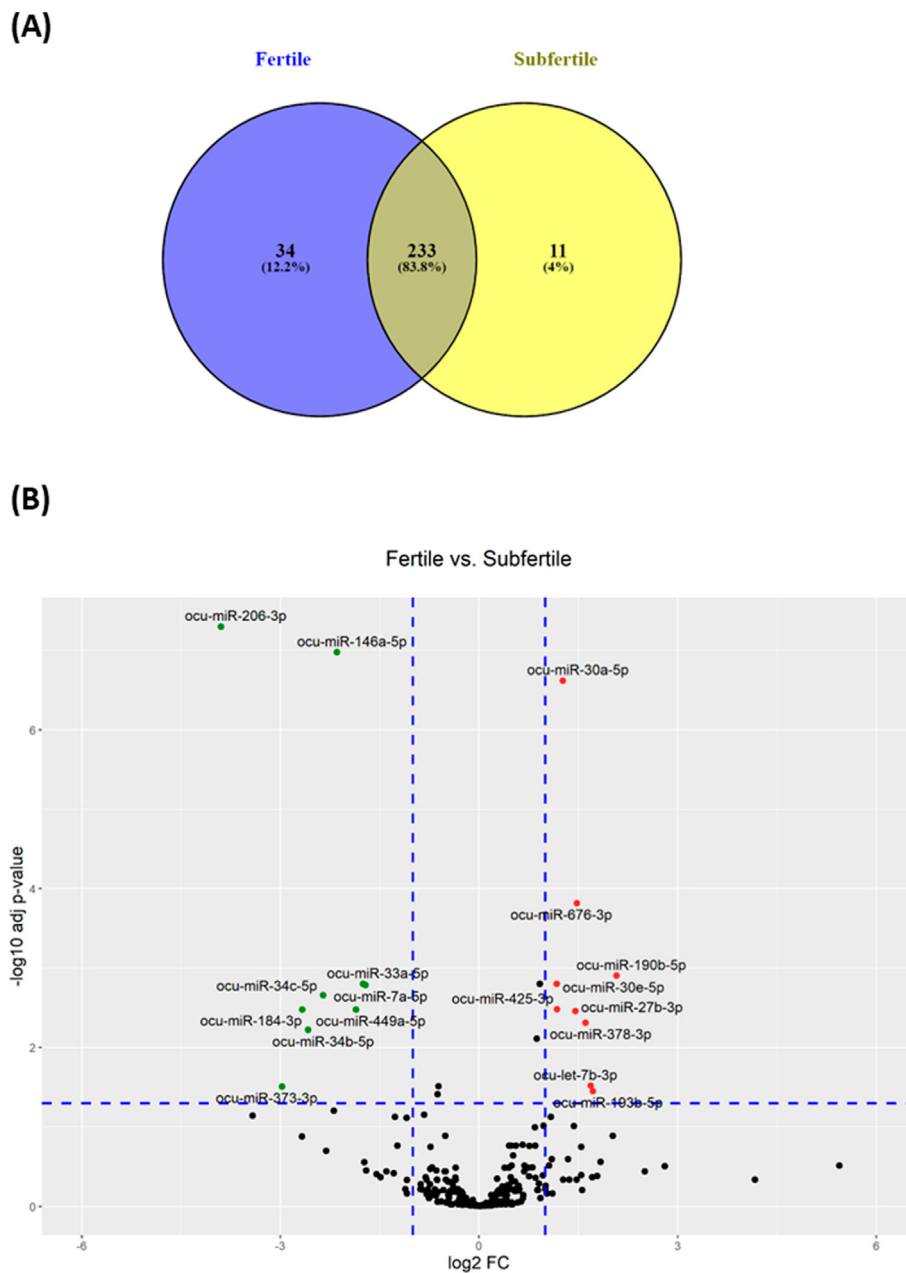 (A)
Fertile Subfertile
34 233 11
(12.2%) (83.8%) (4%)
(B)
Fertile vs. Subfertile
ocu-miR-206-3p
ocu-miR-146a-5p
ocu-miR-30a-5p
6
-log10 adj p-value
4
ocu-miR-676-3p
ocu-miR-190b-5p
ocu-miR-33a-5p
ocu-miR-34c-5p ocu-miR-30e-5p
ocu-miR-7a-5p ocu-miR-425-3p
ocu-miR-184-3p ocu-miR-449a-5p ocu-miR-27b-3p
ocu-miR-34b-5p ocu-miR-378-3p
2
ocu-let-7b-3p
ocu-miR-373-3p ocu-miR-193b-5p
0
-6 -3 0 3 6
log2 FC